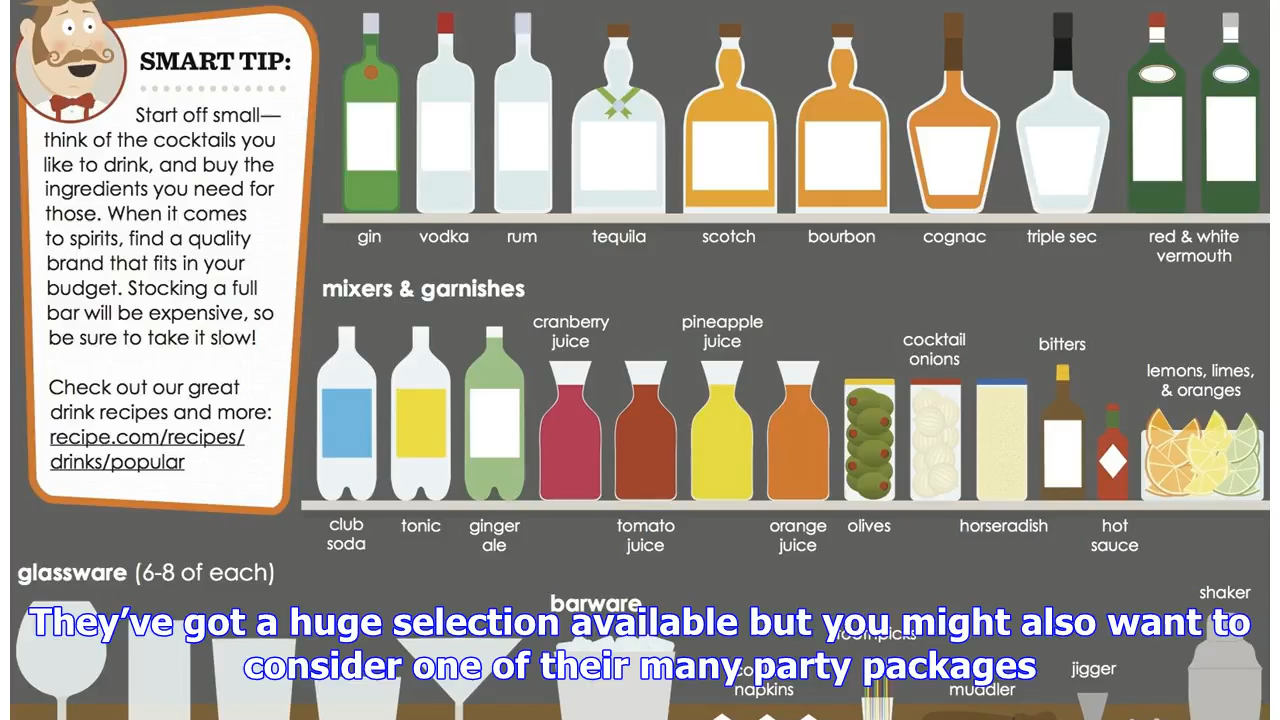 SMART TIP:
Start off small—
think of the cocktails you
like to drink, and buy the
ingredients you need for
those. When it comes
to spirits, find a quality
brand that fits in your
budget. Stocking a full
bar will be expensive, so
be sure to take it slow!
Check out our great
drink recipes and more:
recipe.com/recipes/
drinks/popular
gin
vodka
rum
tequila
scotch
bourbon
cognac
triple sec
red & white
vermouth
mixers & garnishes
cranberry
juice
pineapple
juice
cocktail
onions
bitters
lemons, limes,
& oranges
club
soda
tonic
ginger
ale
tomato
juice
orange
juice
olives
horseradish
hot
sauce
glassware (6-8 of each)
barware
shaker
toothpicks
jigger
napkins
muddler
They’ve got a huge selection available but you might also want to
consider one of their many party packages